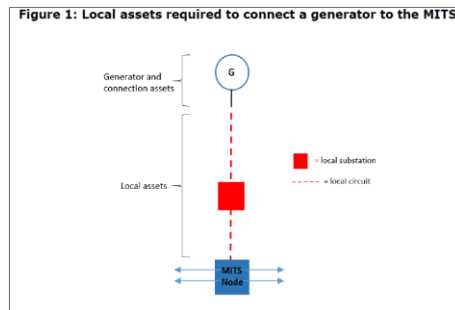 Figure 1: Local assets required to connect a generator to the MITS
G
Generator and
connection assets
Local assets
= local substation
= local circuit
MITS
Node